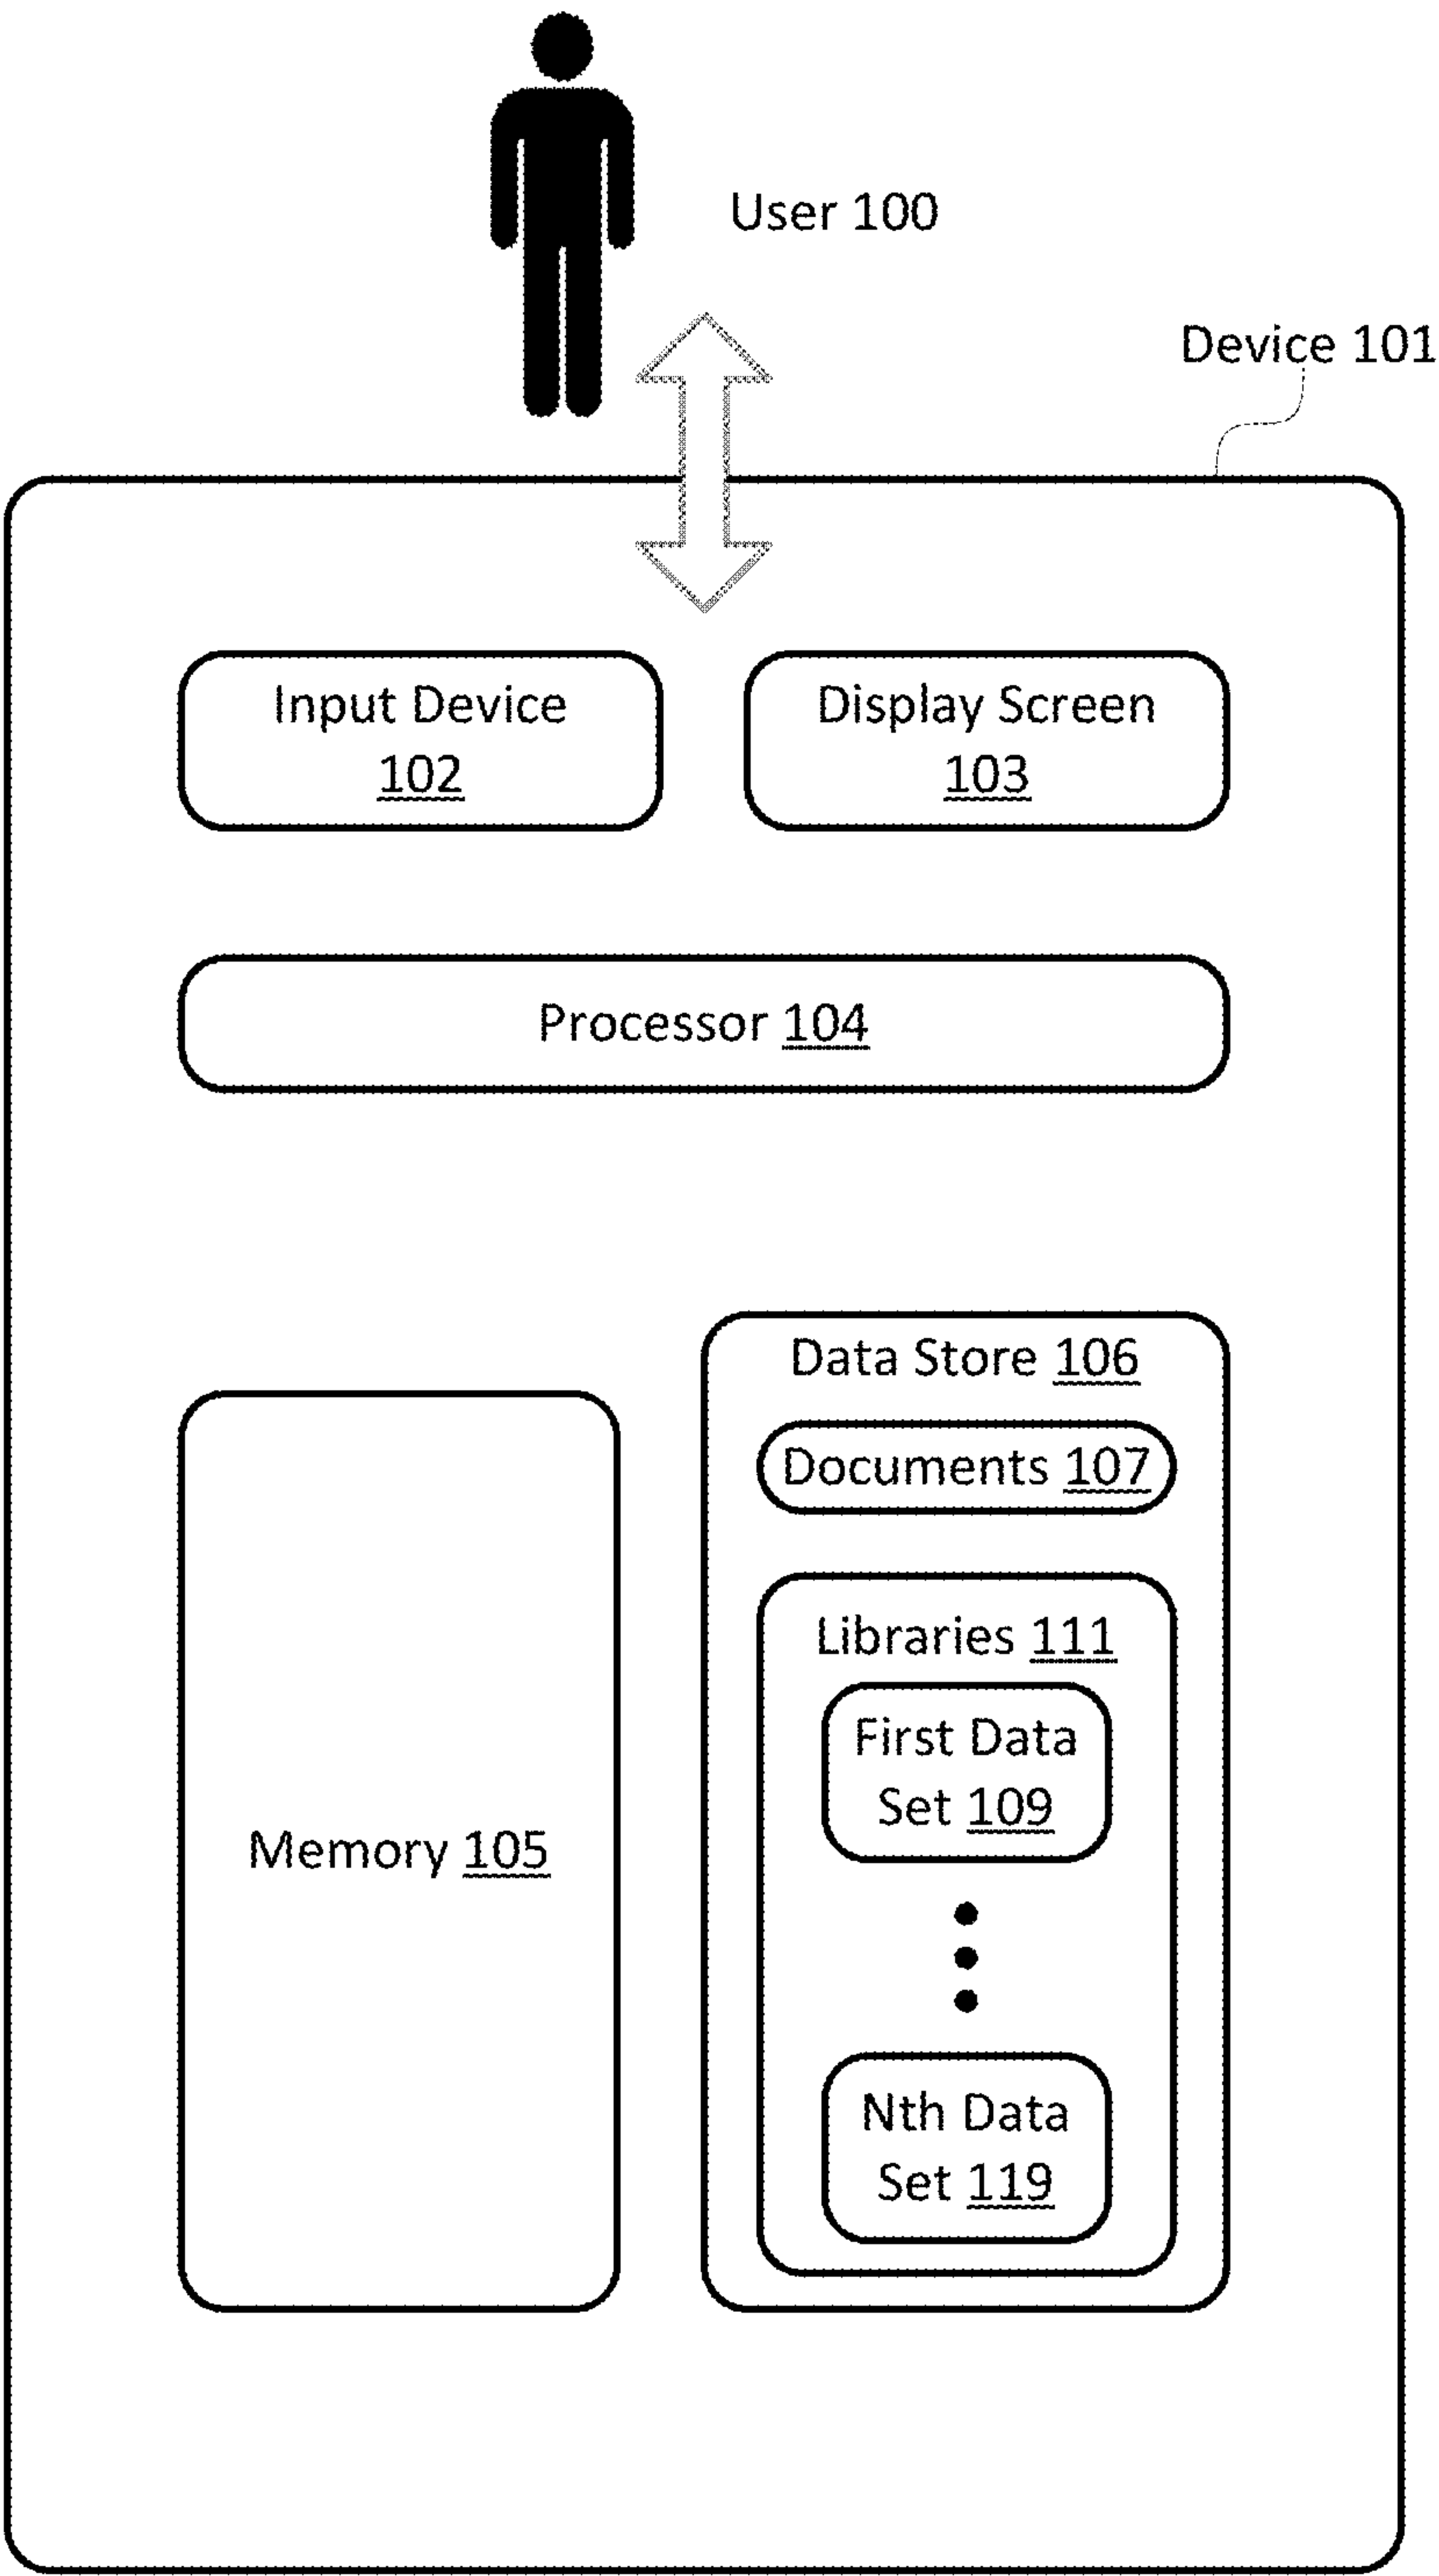 User 100
Device 101
Input Device
102
Display Screen
103
Processor 104
Data Store 106
Documents 107
Libraries 111
First Data
Set 109
Memory 105
Nth Data
Set 119